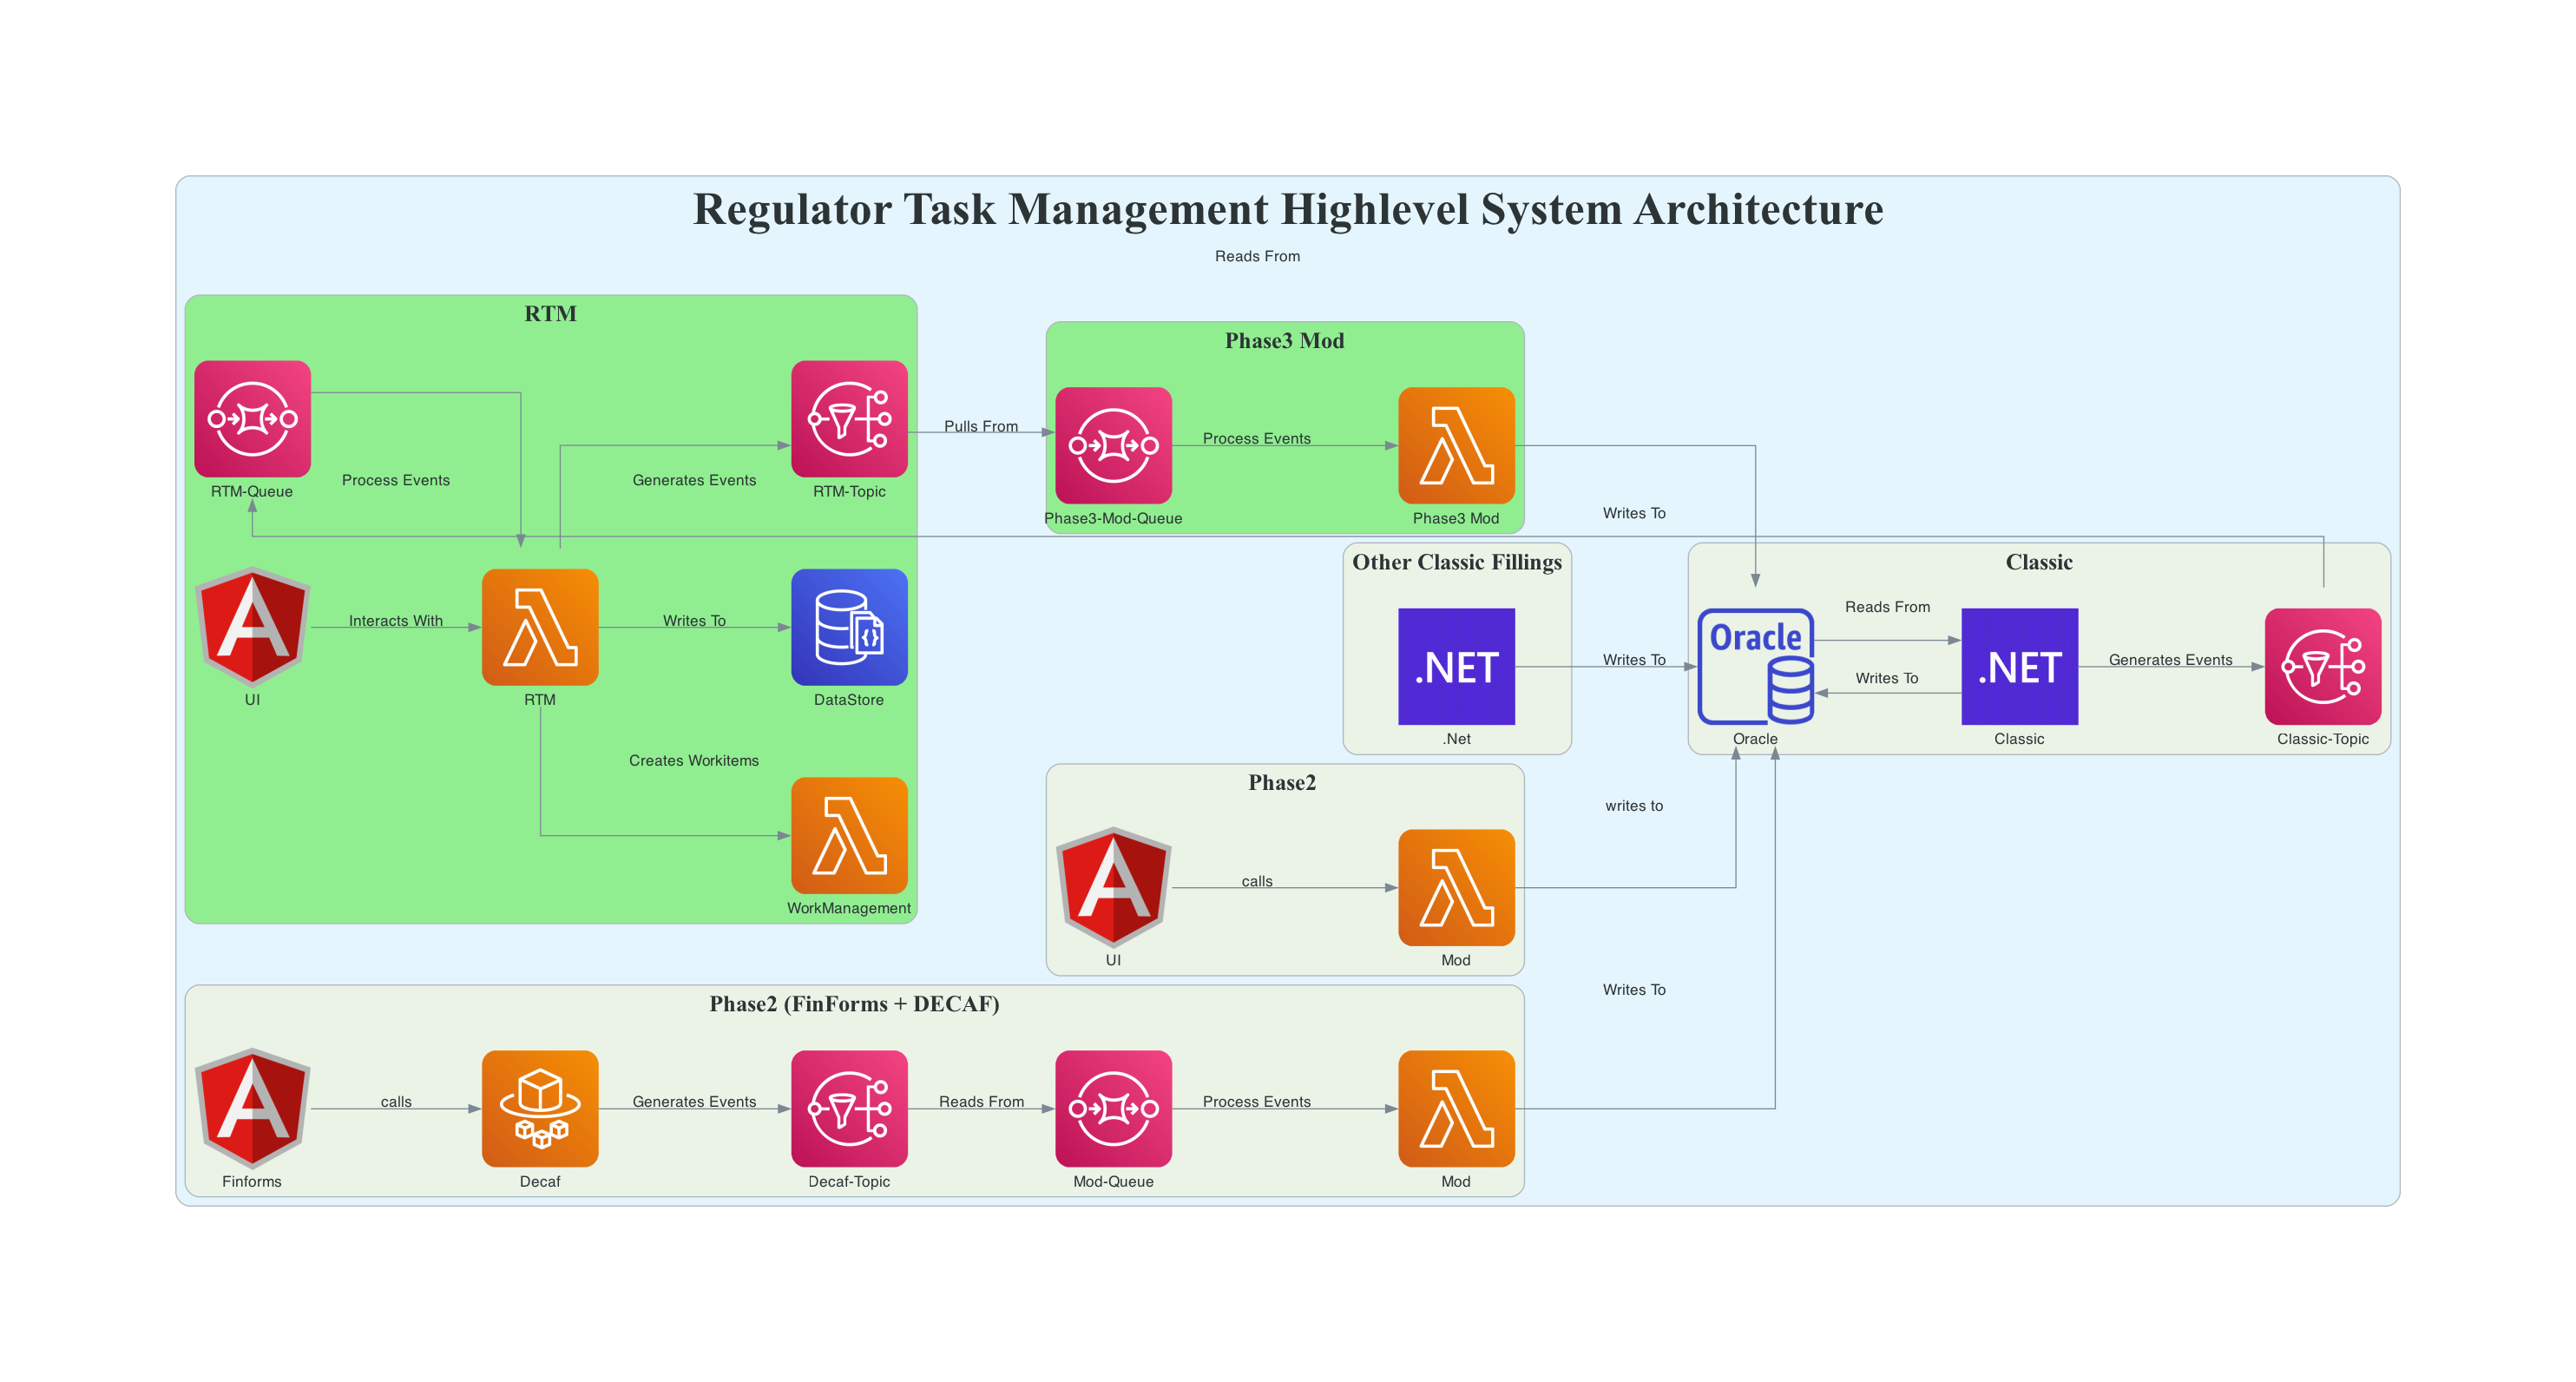 Regulator Task Management Highlevel System Architecture
Reads From
RTM
RTM-Queue
Process Events
Generates Events
RTM-Topic
Pulls From
UI
Interacts With
RTM
Writes To
DataStore
Creates Workitems
WorkManagement
Phase3 Mod
Phase3-Mod-Queue
Process Events
Phase3 Mod
Writes To
Other Classic Fillings
.NET
.Net
Writes To
Classic
Oracle
Oracle
Reads From
Writes To
.NET
Classic
Generates Events
Classic-Topic
Phase2
UI
calls
Mod
writes to
Phase2 (FinForms + DECAF)
Finforms
calls
Decaf
Generates Events
Decaf-Topic
Reads From
Mod-Queue
Process Events
Mod
Writes To